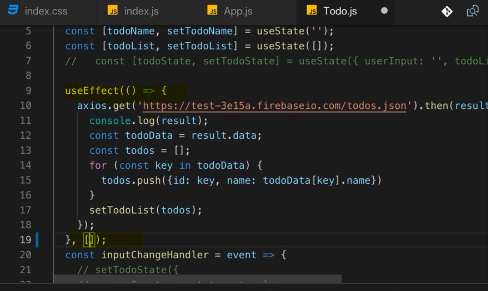 index.css
index.js
App.js
Todo.js
5 const [todoName, setTodoName] = useState('');
6 const [todoList, setTodoList] = useState([]);
7 // const [todoState, setTodoState] = useState({ userInput: '', todoLi
8
9 useEffect(() => {
10 axios.get('https://test-3e15a.firebaseio.com/todos.json').then(result
11 console.log(result);
12 const todoData = result.data;
13 const todos = [];
14 for (const key in todoData) {
15 todos.push({id: key, name: todoData[key].name})
16 }
17 setTodoList(todos);
18 });
19 }, []);
20 const inputChangeHandler = event => {
21 // setTodoState({